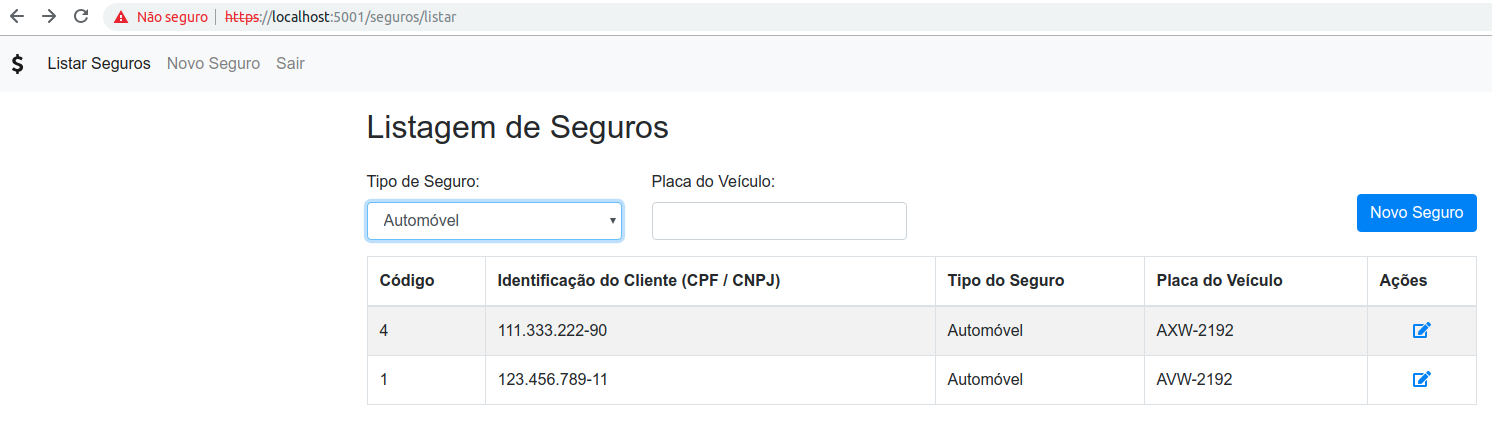 Não seguro https://localhost:5001/seguros/listar
$ Listar Seguros Novo Seguro Sair
Listagem de Seguros
Tipo de Seguro: Placa do Veículo:
Automóvel Novo Seguro
Código Identificação do Cliente (CPF / CNPJ) Tipo do Seguro Placa do Veículo Ações
4 111.333.222-90 Automóvel AXW-2192
1 123.456.789-11 Automóvel AVW-2192